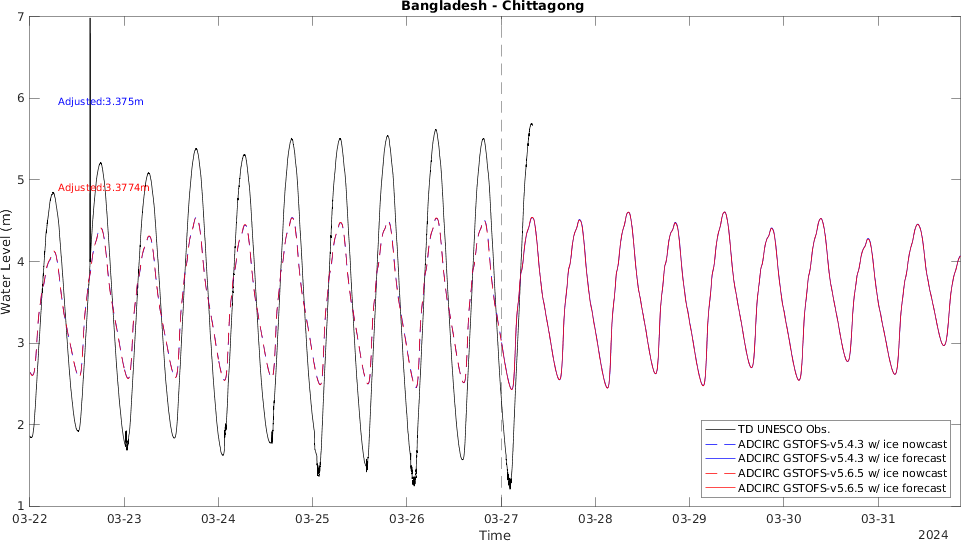 Bangladesh - Chittagong
7
6
5
4
3
2
1
Water Level (m)
Adjusted:3.375m
Adjusted:3.3774m
TD UNESCO Obs.
ADCIRC GSTOFS-v5.4.3 w/ ice nowcast
ADCIRC GSTOFS-v5.4.3 w/ ice forecast
ADCIRC GSTOFS-v5.6.5 w/ ice nowcast
ADCIRC GSTOFS-v5.6.5 w/ ice forecast
03-22 03-23 03-24 03-25 03-26 03-27 03-28 03-29 03-30 03-31
Time
2024